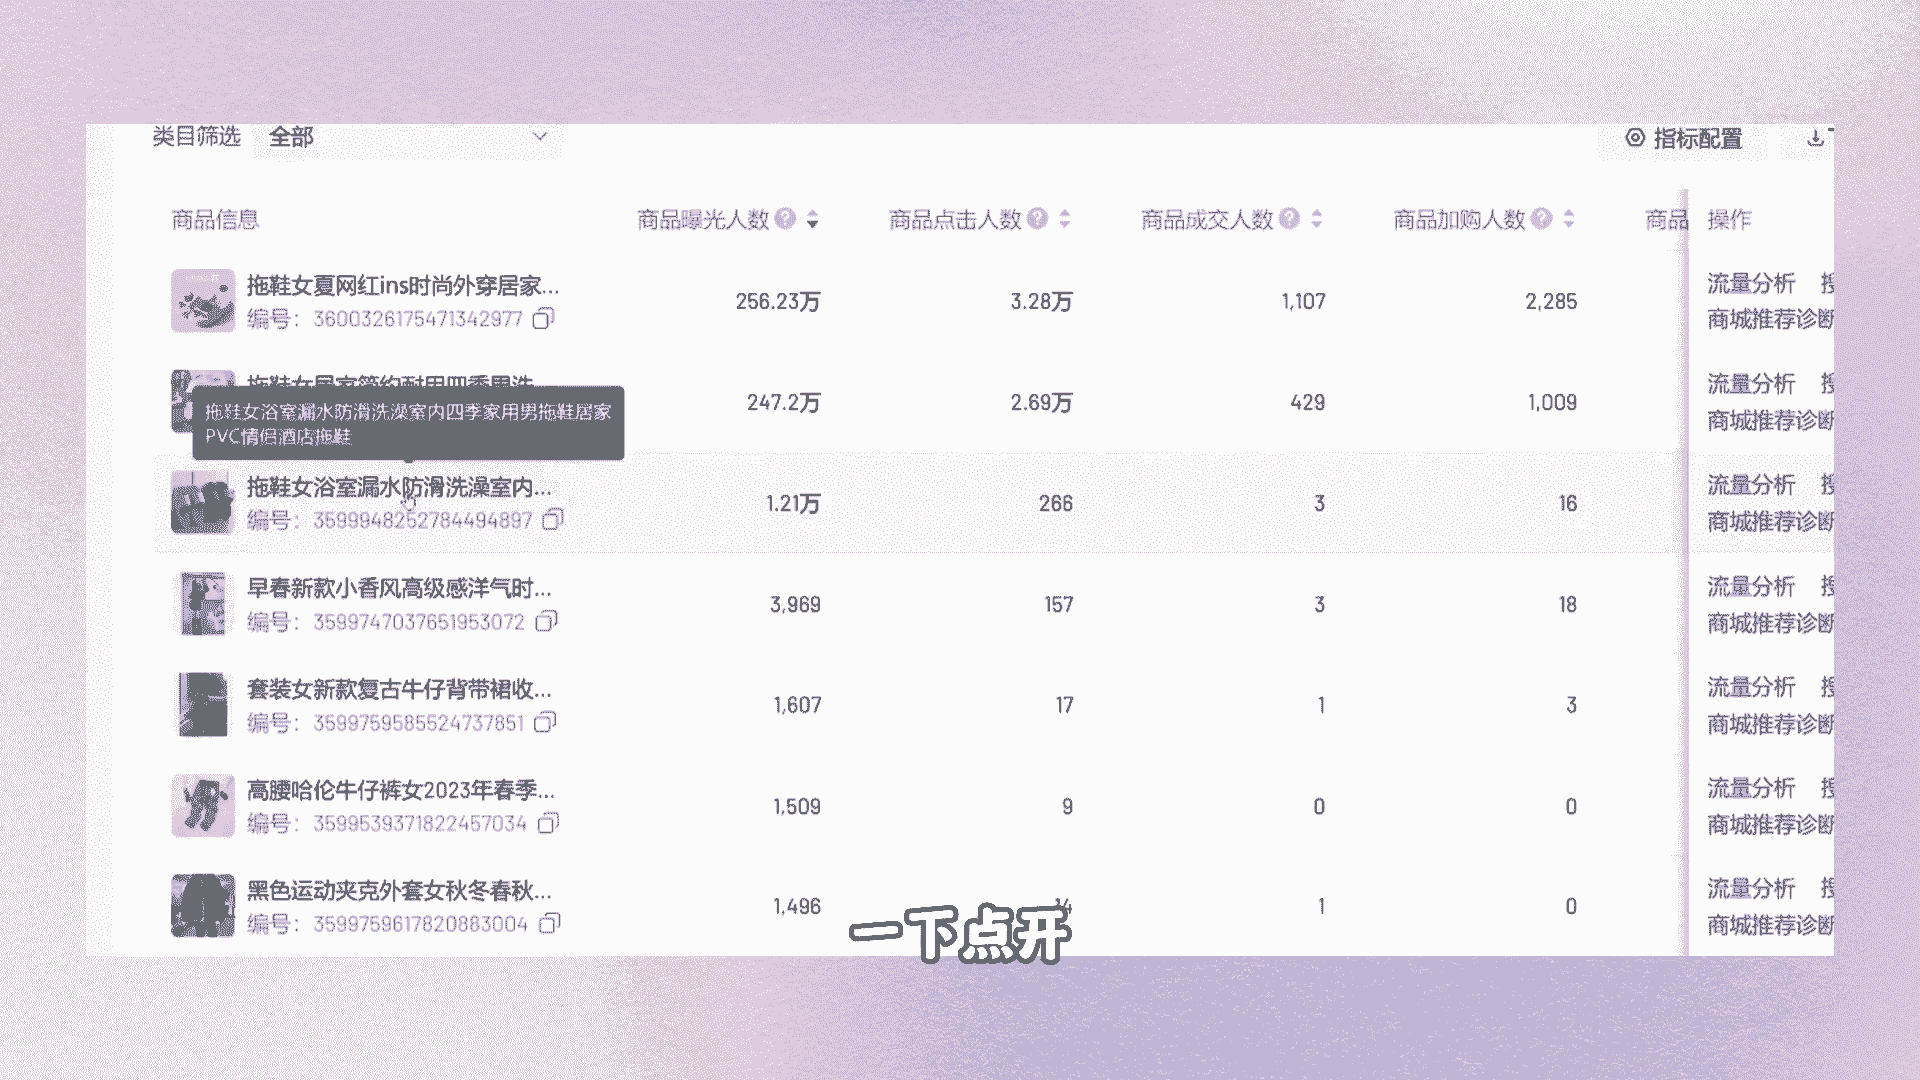 类目筛选 全部 指标配置
商品信息 商品曝光人数 商品点击人数 商品成交人数 商品加购人数 商品 操作
拖鞋女夏网红ins时尚外穿居家... 256.23万 3.28万 1,107 2,285 流量分析
编号：3600326175471342977 商城推荐诊断
拖鞋女居家简约耐用四季男洗... 247.2万 2.69万 429 1,009 流量分析
商城推荐诊断
拖鞋女浴室漏水防滑洗澡室内四季家用男拖鞋居家
PVC情侣酒店拖鞋
拖鞋女浴室漏水防滑洗澡室内... 1.21万 266 3 16 流量分析
编号：3599948252784494897 商城推荐诊断
早春新款小香风高级感洋气时... 3,969 157 3 18 流量分析
编号：3599747037651953072 商城推荐诊断
套装女新款复古牛仔背带裙收... 1,607 17 1 3 流量分析
编号：3599759585524737851 商城推荐诊断
高腰哈伦牛仔裤女2023年春季... 1,509 9 0 0 流量分析
编号：3599539371822457034 商城推荐诊断
黑色运动夹克外套女秋冬春秋... 1,496 14 1 0 流量分析
编号：3599759617820883004 商城推荐诊断
一下点开